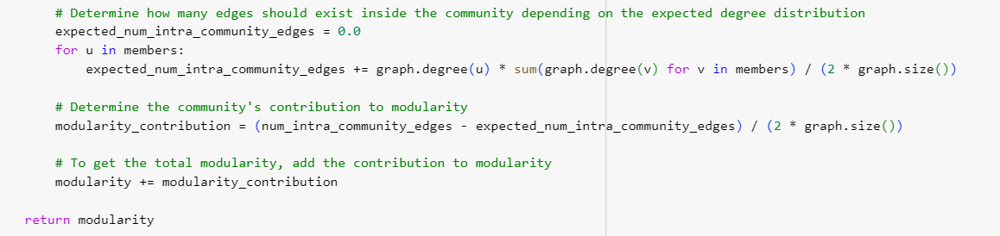 # Determine how many edges should exist inside the community depending on the expected degree distribution
expected_num_intra_community_edges = 0.0
for u in members:
expected_num_intra_community_edges += graph.degree(u) * sum(graph.degree(v) for v in members) / (2 * graph.size())
# Determine the community's contribution to modularity
modularity_contribution = (num_intra_community_edges - expected_num_intra_community_edges) / (2 * graph.size())
# To get the total modularity, add the contribution to modularity
modularity += modularity_contribution
return modularity